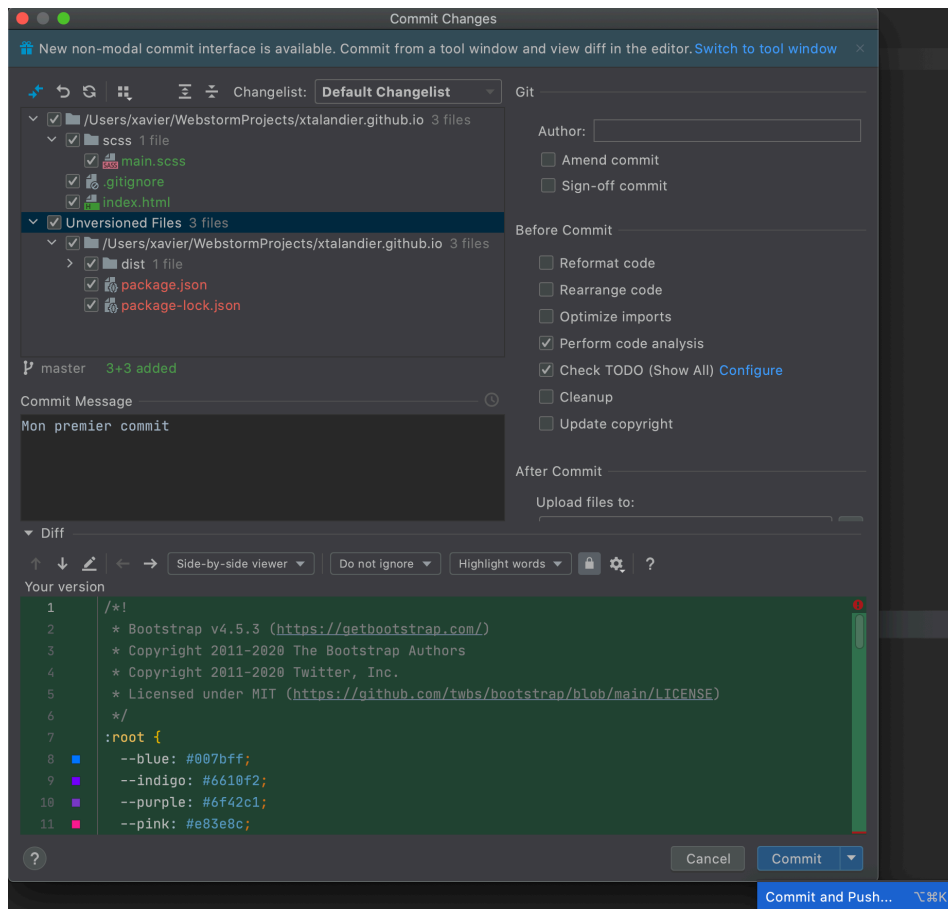 Commit Changes
New non-modal commit interface is available. Commit from a tool window and view diff in the editor. Switch to tool window
Changelist: Default Changelist
/Users/xavier/WebstormProjects/xtalandier.github.io 3 files
scss 1 file
main.scss
.gitignore
index.html
Unversioned Files 3 files
/Users/xavier/WebstormProjects/xtalandier.github.io 3 files
dist 1 file
package.json
package-lock.json
master 3+3 added
Commit Message
Mon premier commit
Git
Author:
Amend commit
Sign-off commit
Before Commit
Reformat code
Rearrange code
Optimize imports
Perform code analysis
Check TODO (Show All) Configure
Cleanup
Update copyright
After Commit
Upload files to:
Diff
Side-by-side viewer Do not ignore Highlight words ?
Your version
1 /*!
2 * Bootstrap v4.5.3 (https://getbootstrap.com/)
3 * Copyright 2011-2020 The Bootstrap Authors
4 * Copyright 2011-2020 Twitter, Inc.
5 * Licensed under MIT (https://github.com/twbs/bootstrap/blob/main/LICENSE)
6 */
7 :root {
8 --blue: #007bff;
9 --indigo: #6610f2;
10 --purple: #6f42c1;
11 --pink: #e83e8c;
? Cancel Commit
Commit and Push... ⌥⌘K